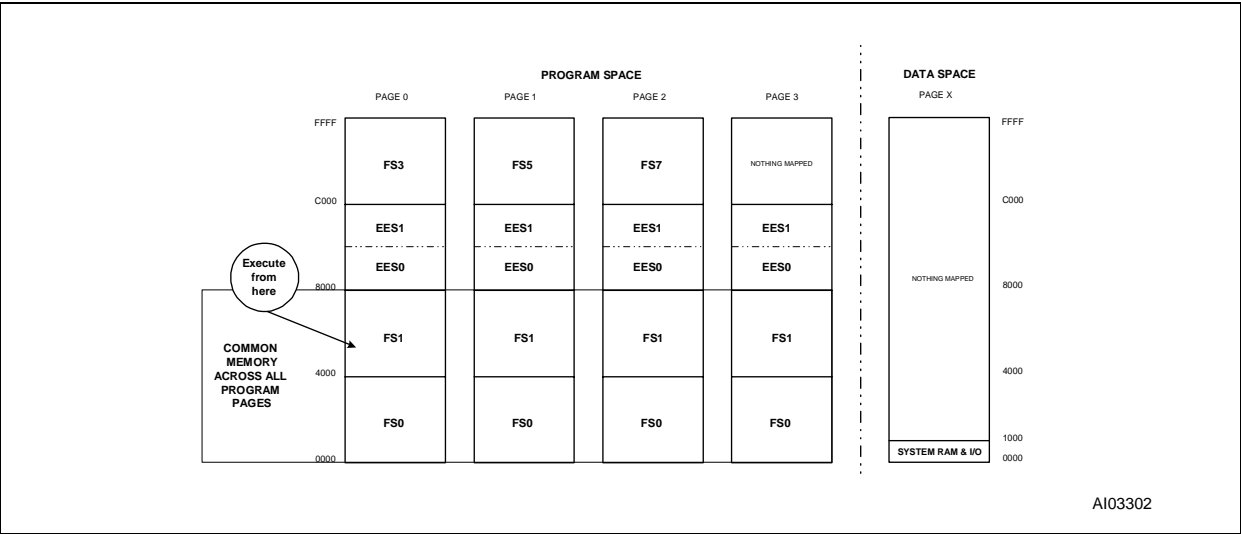 PROGRAM SPACE
DATA SPACE
PAGE 0 PAGE 1 PAGE 2 PAGE 3 PAGE X
FFFF FFFF
FS3 FS5 FS7 NOTHING MAPPED
C000 C000
EES1 EES1 EES1 EES1
Execute
from
here
EES0 EES0 EES0 EES0
NOTHING MAPPED
8000 8000
FS1 FS1 FS1 FS1
COMMON
MEMORY
ACROSS ALL
PROGRAM
PAGES
4000 4000
FS0 FS0 FS0 FS0
1000
SYSTEM RAM & I/O
0000 0000
AI03302